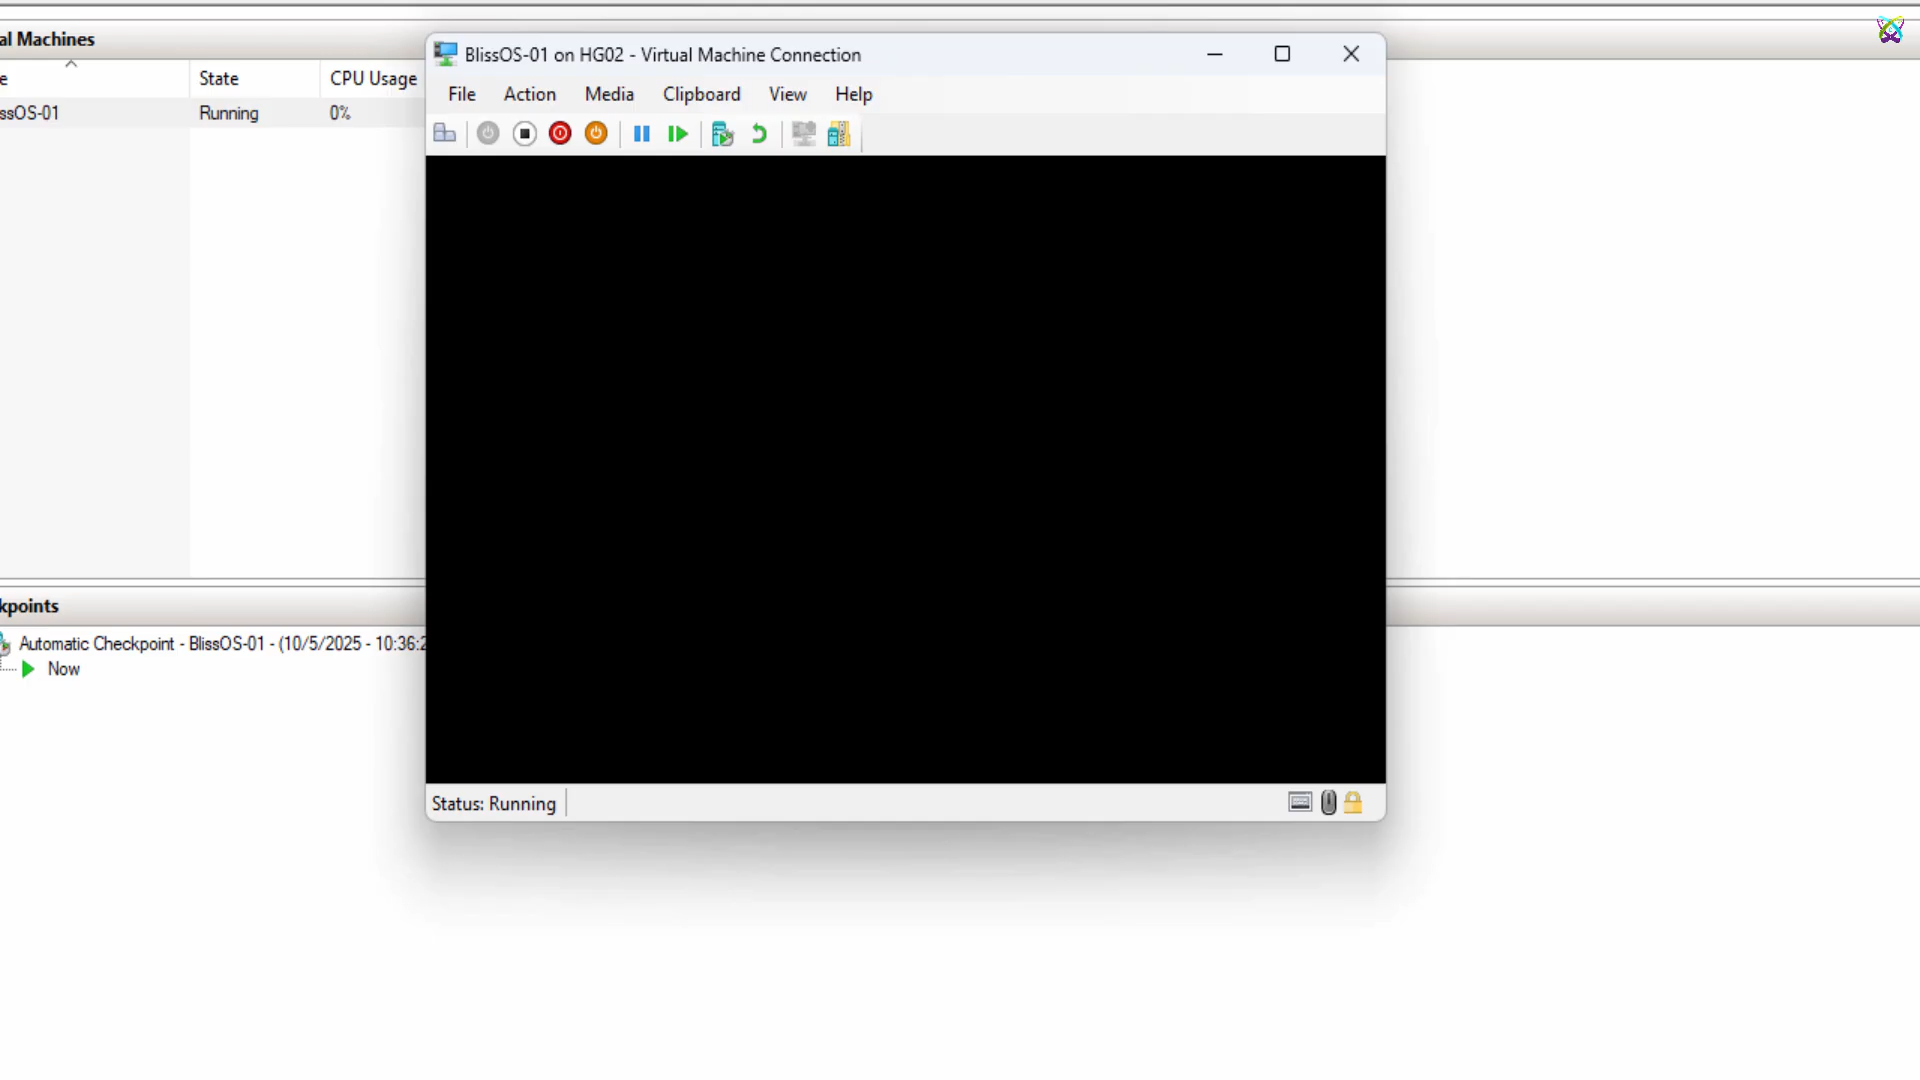 al Machines
e State CPU Usage
ssOS-01 Running 0%
BlissOS-01 on HG02 - Virtual Machine Connection
File Action Media Clipboard View Help
Status: Running
kpoints
Automatic Checkpoint - BlissOS-01 - (10/5/2025 - 10:36:2
Now